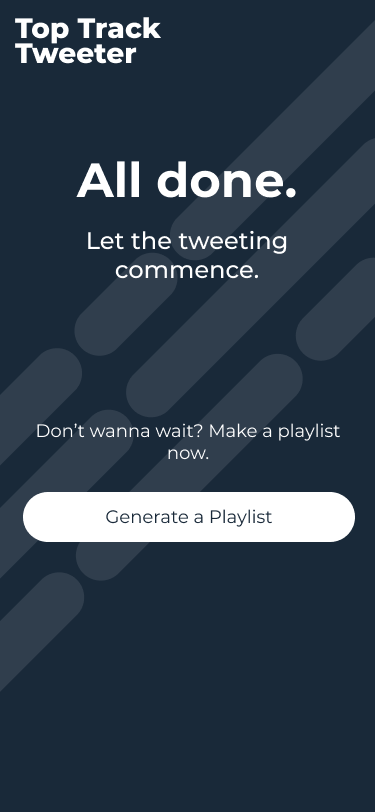 Top Track
Tweeter
All done.
Let the tweeting
commence.
Don’t wanna wait? Make a playlist
now.
Generate a Playlist